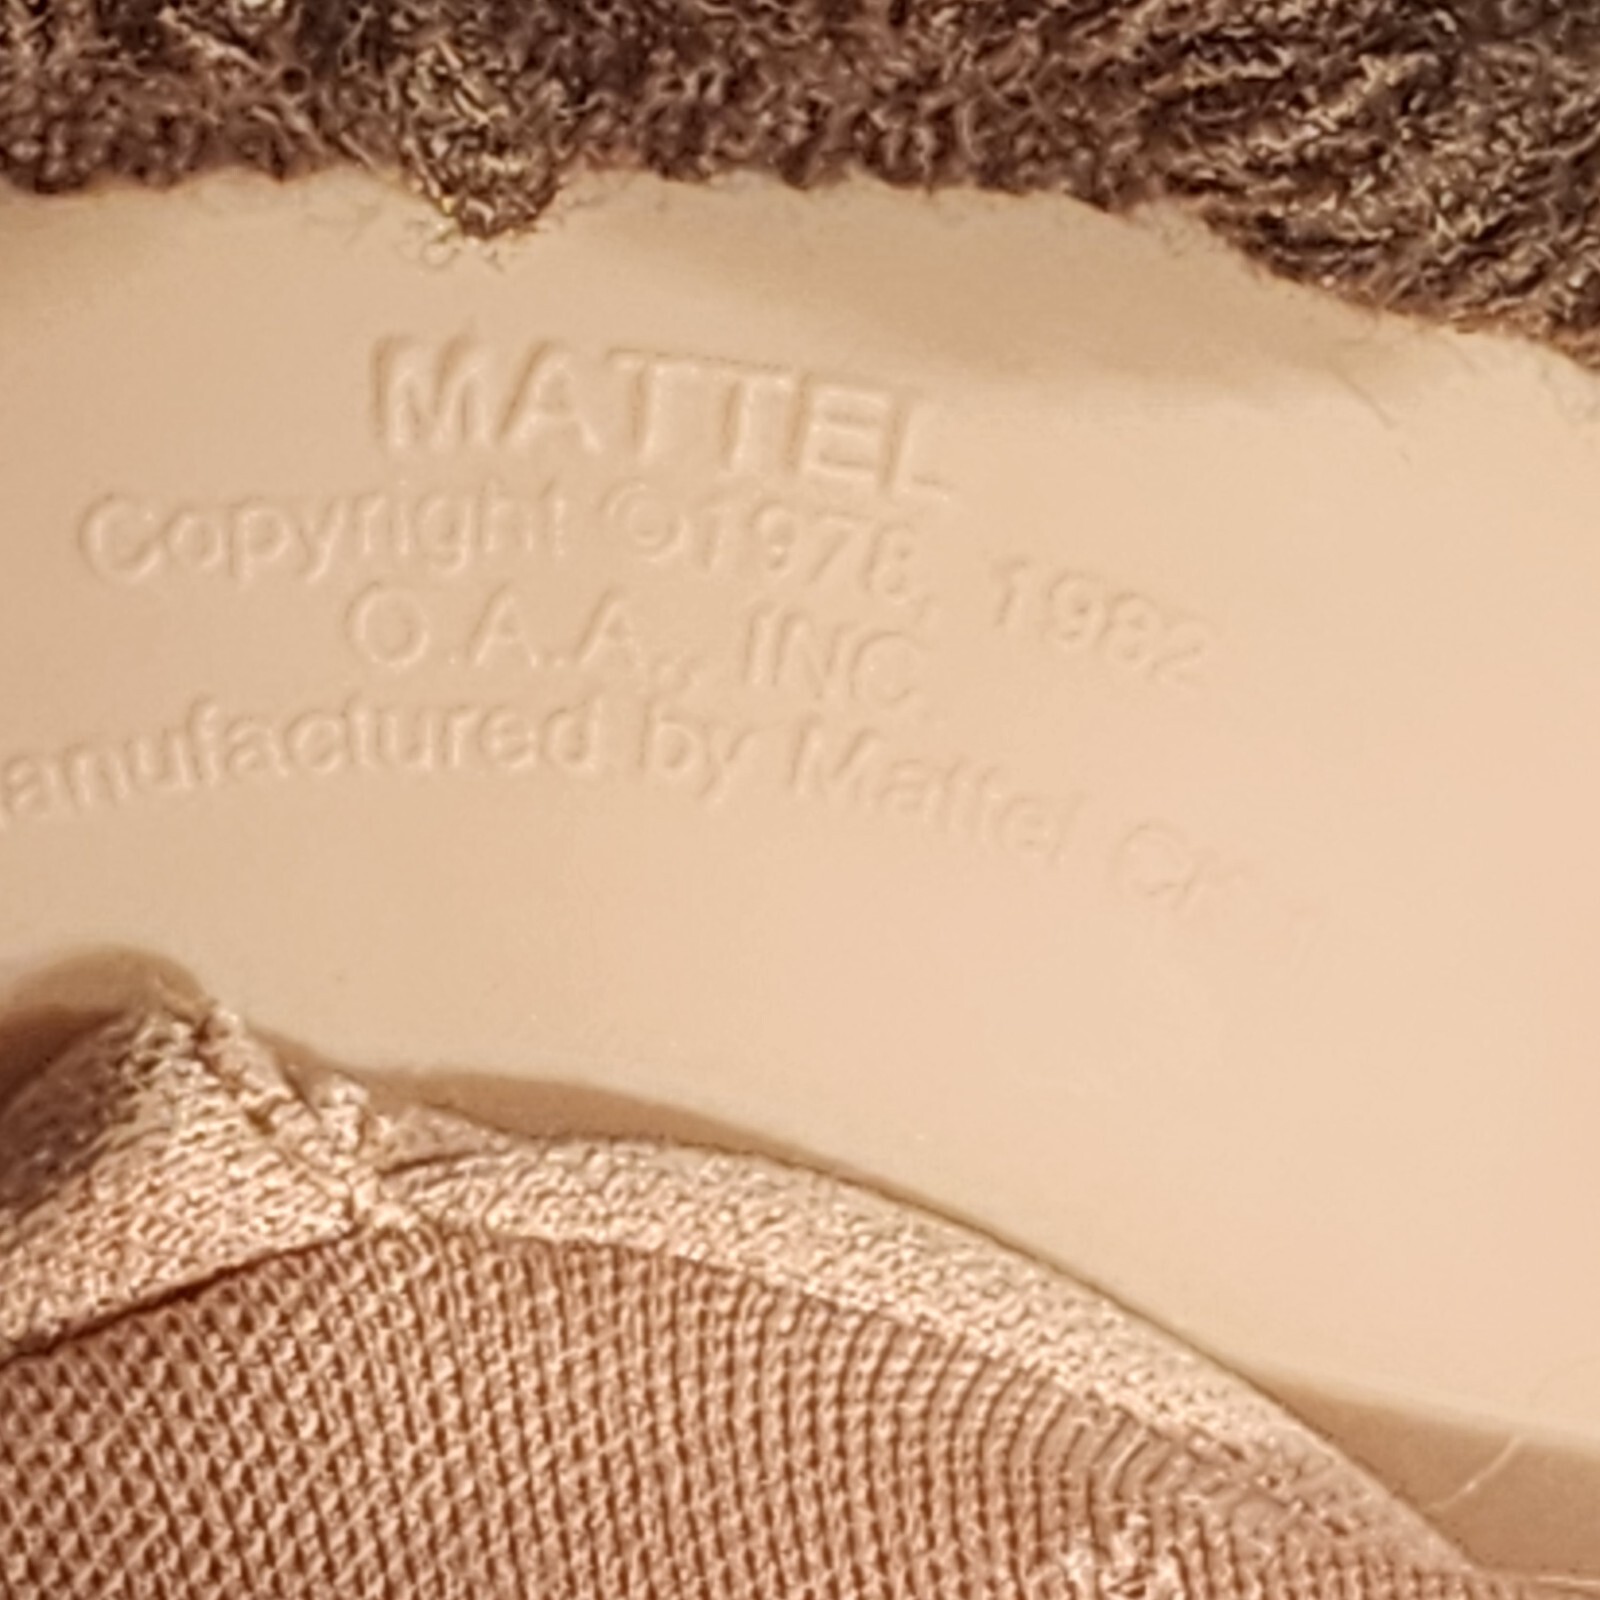 MATTEL
Copyright ©1978, 1982
O.A.A., INC.
anufactured by Mattel